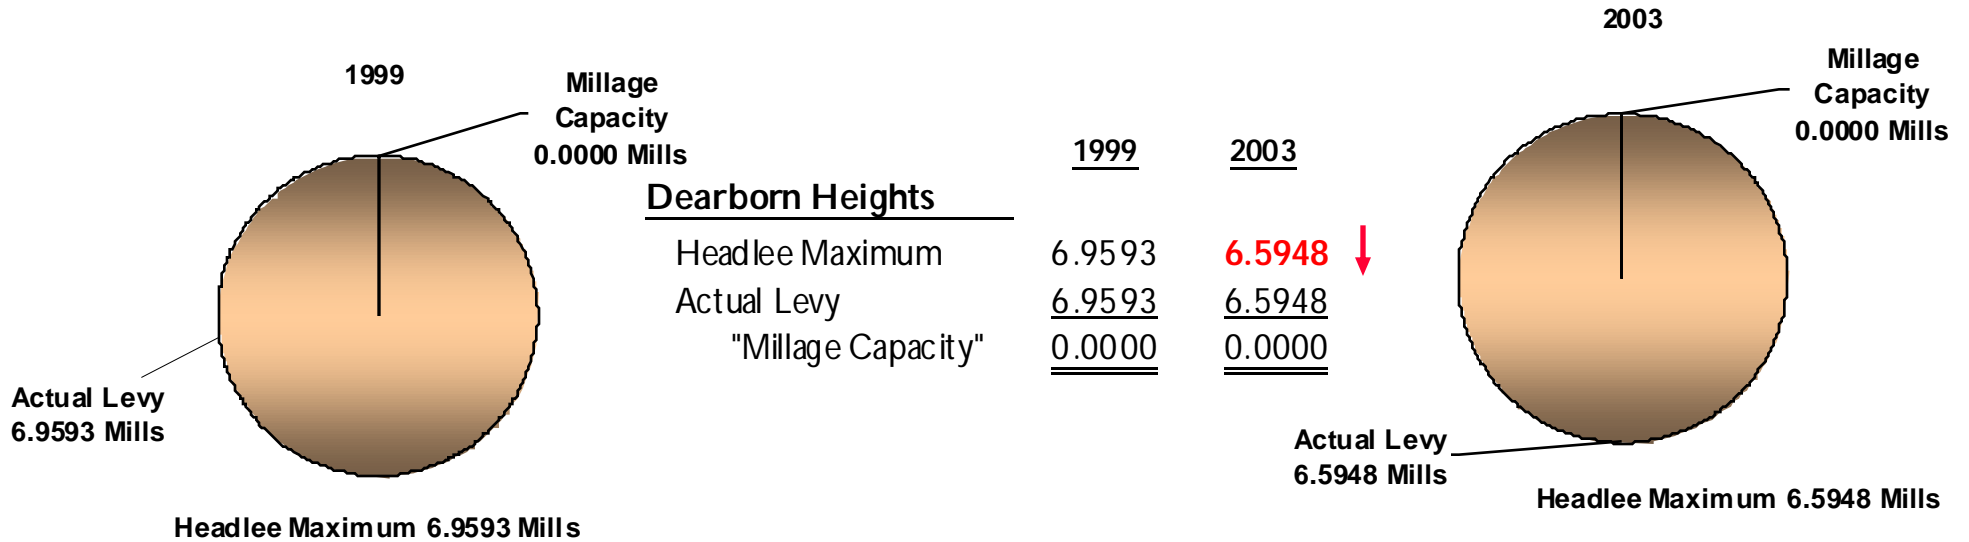 1999
Millage
Capacity
0.0000 Mills
Actual Levy
6.9593 Mills
Headlee Maximum 6.9593 Mills
1999 2003
Dearborn Heights
Headlee Maximum 6.9593 6.5948
Actual Levy 6.9593 6.5948
"Millage Capacity" 0.0000 0.0000
2003
Millage
Capacity
0.0000 Mills
Actual Levy
6.5948 Mills
Headlee Maximum 6.5948 Mills